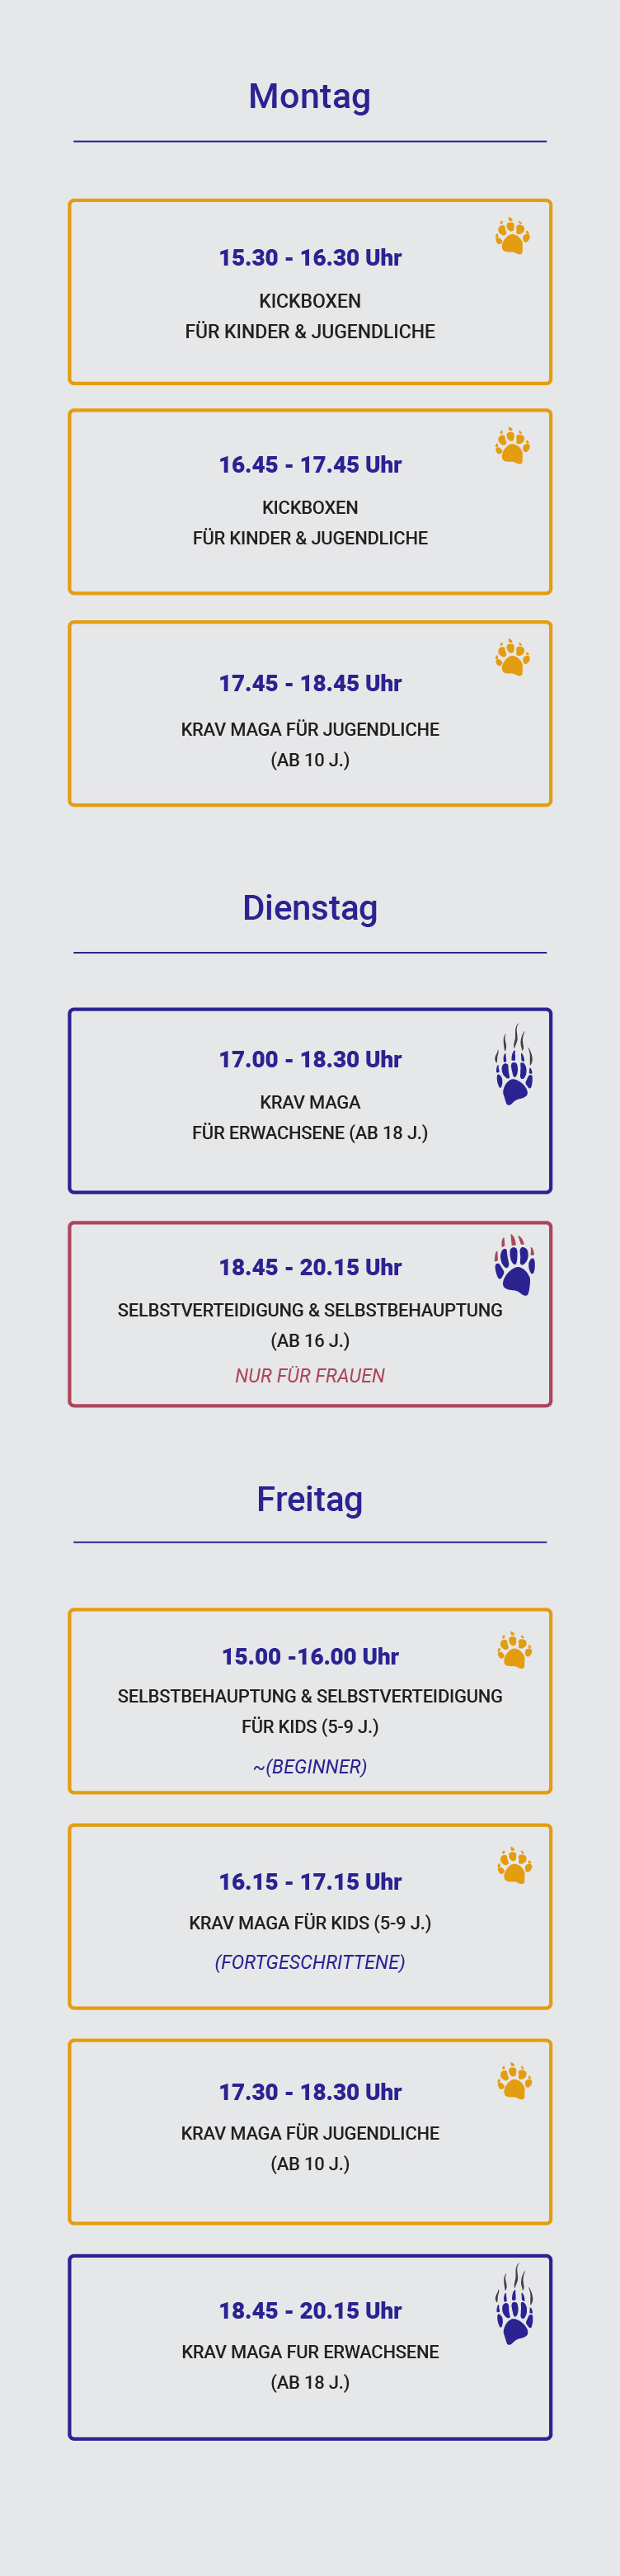 Montag
15.30 - 16.30 Uhr
KICKBOXEN
FÜR KINDER & JUGENDLICHE
16.45 - 17.45 Uhr
KICKBOXEN
FÜR KINDER & JUGENDLICHE
17.45 - 18.45 Uhr
KRAV MAGA FÜR JUGENDLICHE
(AB 10 J.)
Dienstag
17.00 - 18.30 Uhr
KRAV MAGA
FÜR ERWACHSENE (AB 18 J.)
18.45 - 20.15 Uhr
SELBSTVERTEIDIGUNG & SELBSTBEHAUPTUNG
(AB 16 J.)
NUR FÜR FRAUEN
Freitag
15.00 -16.00 Uhr
SELBSTBEHAUPTUNG & SELBSTVERTEIDIGUNG
FÜR KIDS (5-9 J.)
~(BEGINNER)
16.15 - 17.15 Uhr
KRAV MAGA FÜR KIDS (5-9 J.)
(FORTGESCHRITTENE)
17.30 - 18.30 Uhr
KRAV MAGA FÜR JUGENDLICHE
(AB 10 J.)
18.45 - 20.15 Uhr
KRAV MAGA FUR ERWACHSENE
(AB 18 J.)